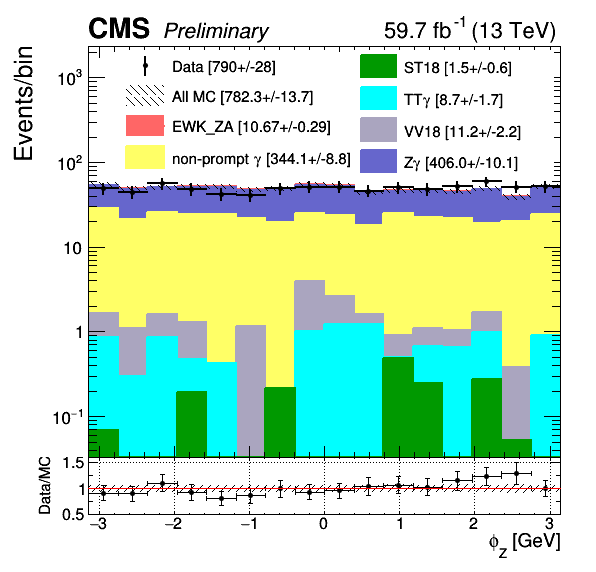 CMS Preliminary 59.7 fb⁻¹ (13 TeV)
Events/bin
10³
10²
10
1
10⁻¹
Data [790+/-28]
All MC [782.3+/-13.7]
EWK_ZA [10.67+/-0.29]
non-prompt γ [344.1+/-8.8]
ST18 [1.5+/-0.6]
TTγ [8.7+/-1.7]
VV18 [11.2+/-2.2]
Zγ [406.0+/-10.1]
Data/MC
1.5
1
0.5
−3 −2 −1 0 1 2 3
ϕ_Z [GeV]